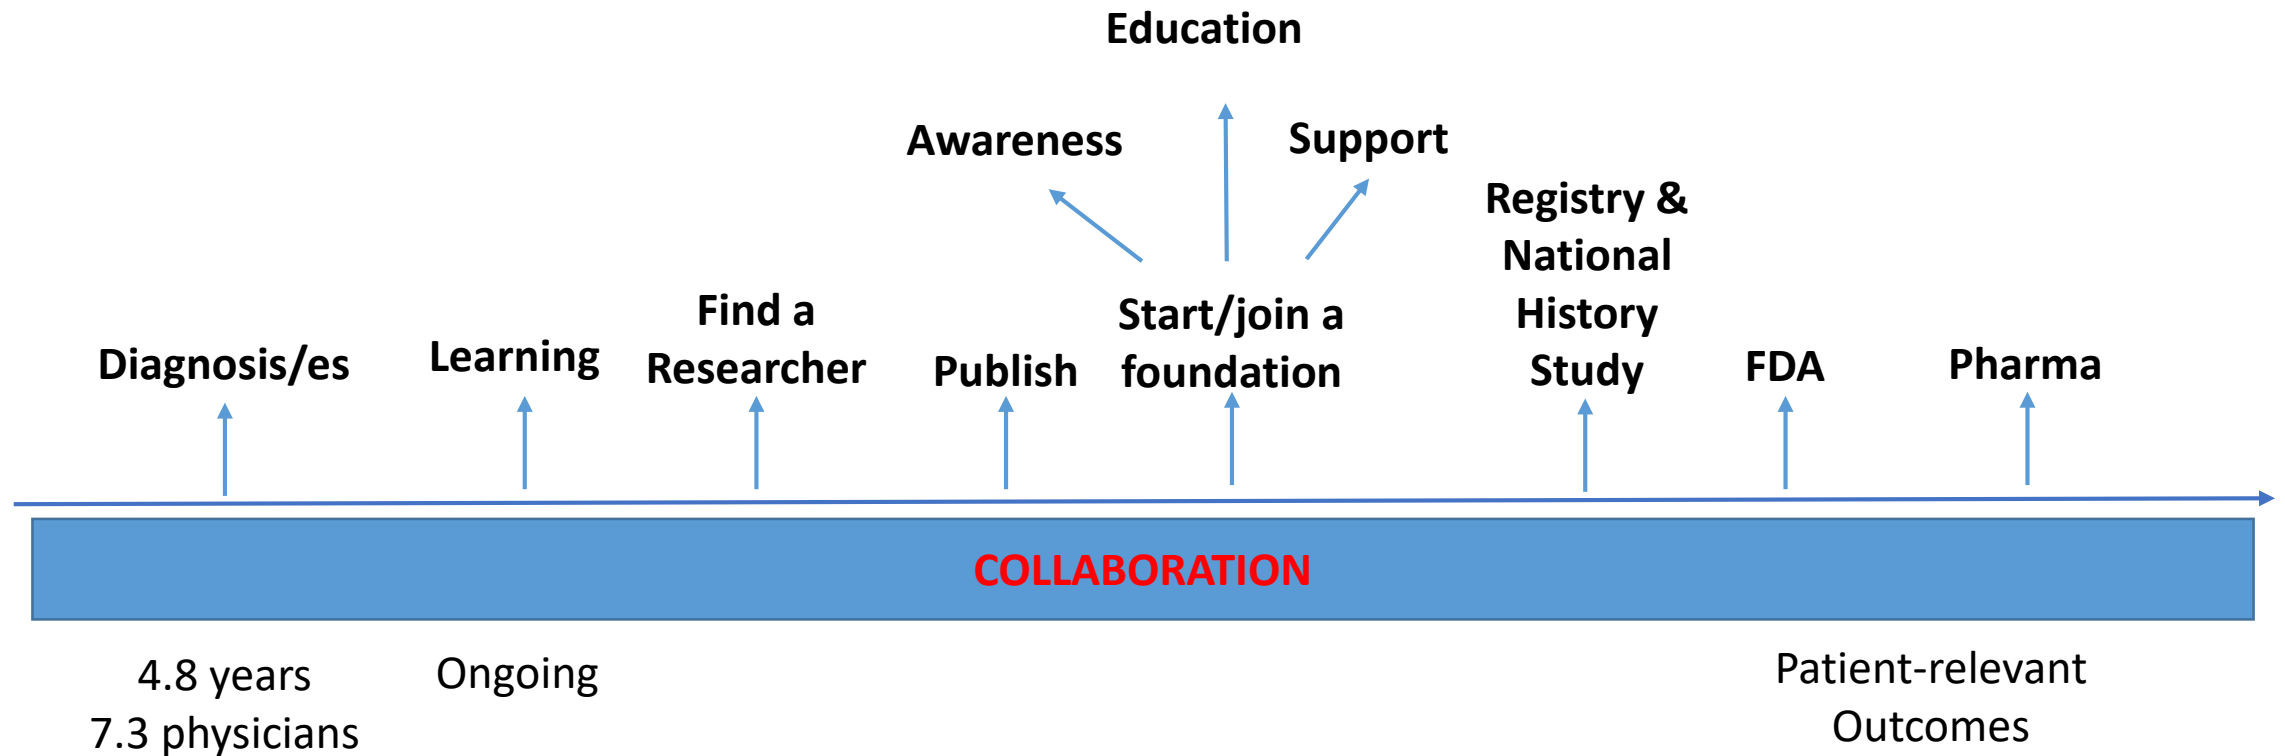 Education
Awareness
Support
Registry &
National
History
Study
Diagnosis/es
Learning
Find a
Researcher
Publish
Start/join a
foundation
FDA
Pharma
COLLABORATION
4.8 years
7.3 physicians
Ongoing
Patient-relevant
Outcomes